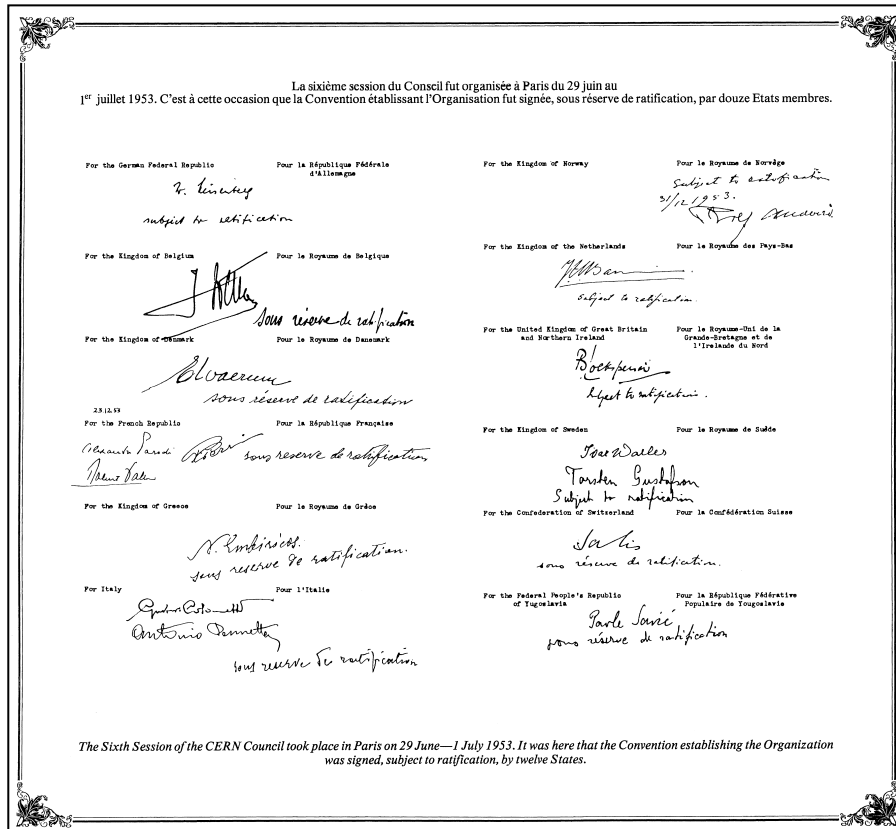 La sixième session du Conseil fut organisée à Paris du 29 juin au
1er juillet 1953. C'est à cette occasion que la Convention établissant l'Organisation fut signée, sous réserve de ratification, par douze Etats membres.
For the German Federal Republic
Pour la République Fédérale
d'Allemagne
subject to ratification
For the Kingdom of Belgium
Pour le Royaume de Belgique
sous réserve de ratification
For the Kingdom of Denmark
Pour le Royaume de Danemark
sous réserve de ratification
23.12.53
For the French Republic
Pour la République Française
Alexandre Parodi
sous reserve de ratification
For the Kingdom of Greece
Pour le Royaume de Grèce
N. Embiricos.
sous reserve de ratification.
For Italy
Pour l'Italie
Antonio Pennetta
sous reserve de ratification
For the Kingdom of Norway
Pour le Royaume de Norvège
Subject to ratification
31/12 1953.
For the Kingdom of the Netherlands
Pour le Royaume des Pays-Bas
subject to ratification.
For the United Kingdom of Great Britain
and Northern Ireland
Pour le Royaume-Uni de la
Grande-Bretagne et de
l'Irelande du Nord
subject to ratification.
For the Kingdom of Sweden
Pour le Royaume de Suède
Ivar Waller
Torsten Gustafson
Subject to ratification
For the Confederation of Switzerland
Pour la Confédération Suisse
Salis
sous réserve de ratification.
For the Federal People's Republic
of Yugoslavia
Pour la République Fédérative
Populaire de Yougoslavie
Pavle Savić
sous réserve de ratification
The Sixth Session of the CERN Council took place in Paris on 29 June—1 July 1953. It was here that the Convention establishing the Organization
was signed, subject to ratification, by twelve States.